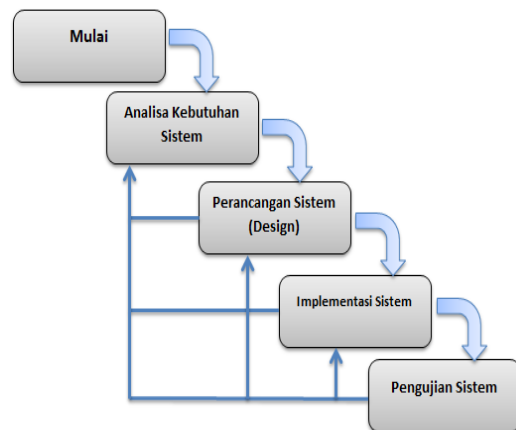 Mulai
Analisa Kebutuhan
Sistem
Perancangan Sistem
(Design)
Implementasi Sistem
Pengujian Sistem